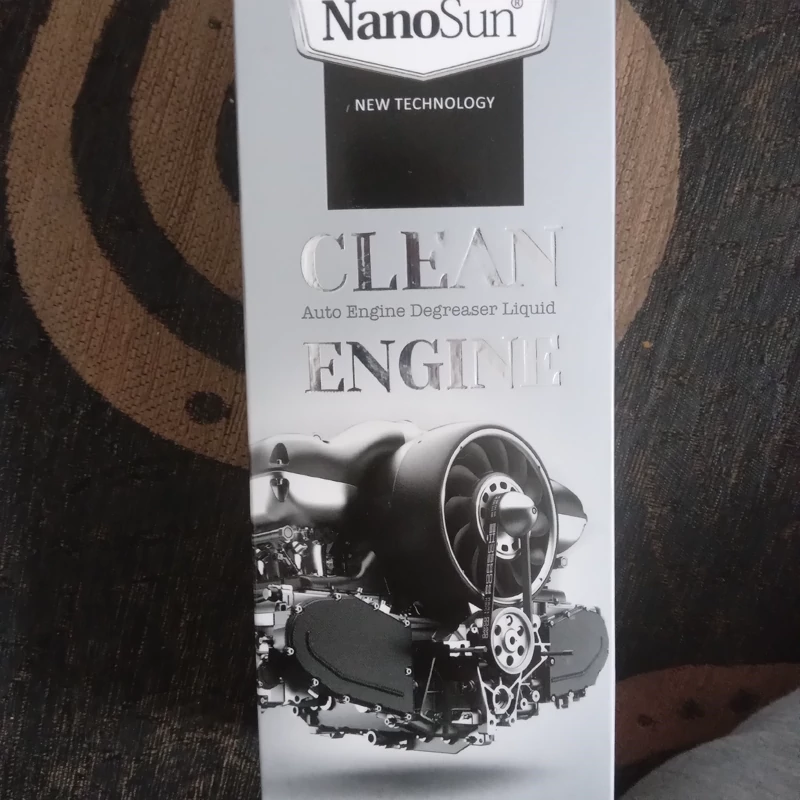 NanoSun®
NEW TECHNOLOGY
CLEAN
Auto Engine Degreaser Liquid
ENGINE